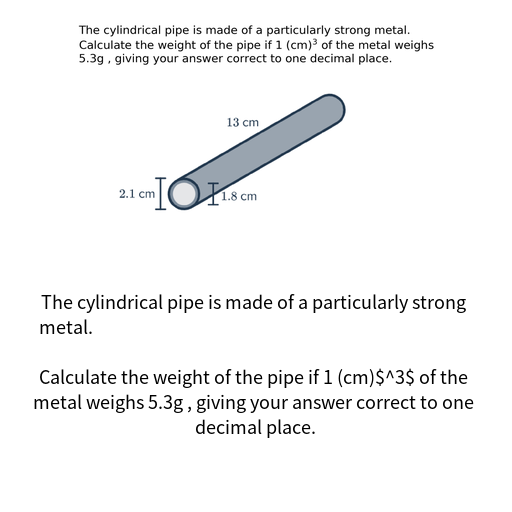 The cylindrical pipe is made of a particularly strong metal.
Calculate the weight of the pipe if 1 (cm)³ of the metal weighs
5.3g , giving your answer correct to one decimal place.
13 cm
2.1 cm
1.8 cm
The cylindrical pipe is made of a particularly strong
metal.
Calculate the weight of the pipe if 1 (cm)$^3$ of the
metal weighs 5.3g , giving your answer correct to one
decimal place.